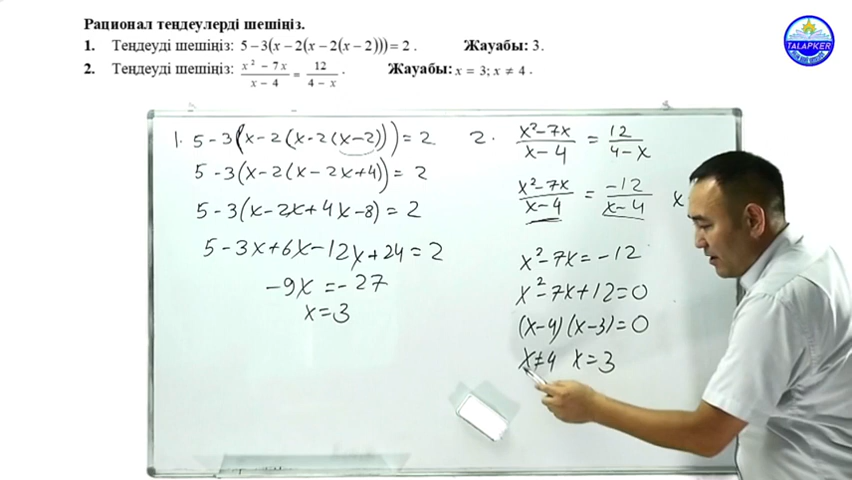 Рационал теңдеулерді шешіңіз.
1. Теңдеуді шешіңіз: 5 – 3(x – 2(x – 2(x – 2))) = 2 . Жауабы: 3.
2. Теңдеуді шешіңіз: (x² – 7x)/(x – 4) = 12/(4 – x) . Жауабы: x = 3; x ≠ 4 .
TALAPKER
1. 5 – 3(x – 2(x – 2(x – 2))) = 2
5 – 3(x – 2(x – 2x + 4)) = 2
5 – 3(x – 2x + 4x – 8) = 2
5 – 3x + 6x – 12x + 24 = 2
–9x = –27
x = 3
2. (x² – 7x)/(x – 4) = 12/(4 – x)
(x² – 7x)/(x – 4) = –12/(x – 4) x
x² – 7x = –12
x² – 7x + 12 = 0
(x – 4)(x – 3) = 0
x ≠ 4 x = 3